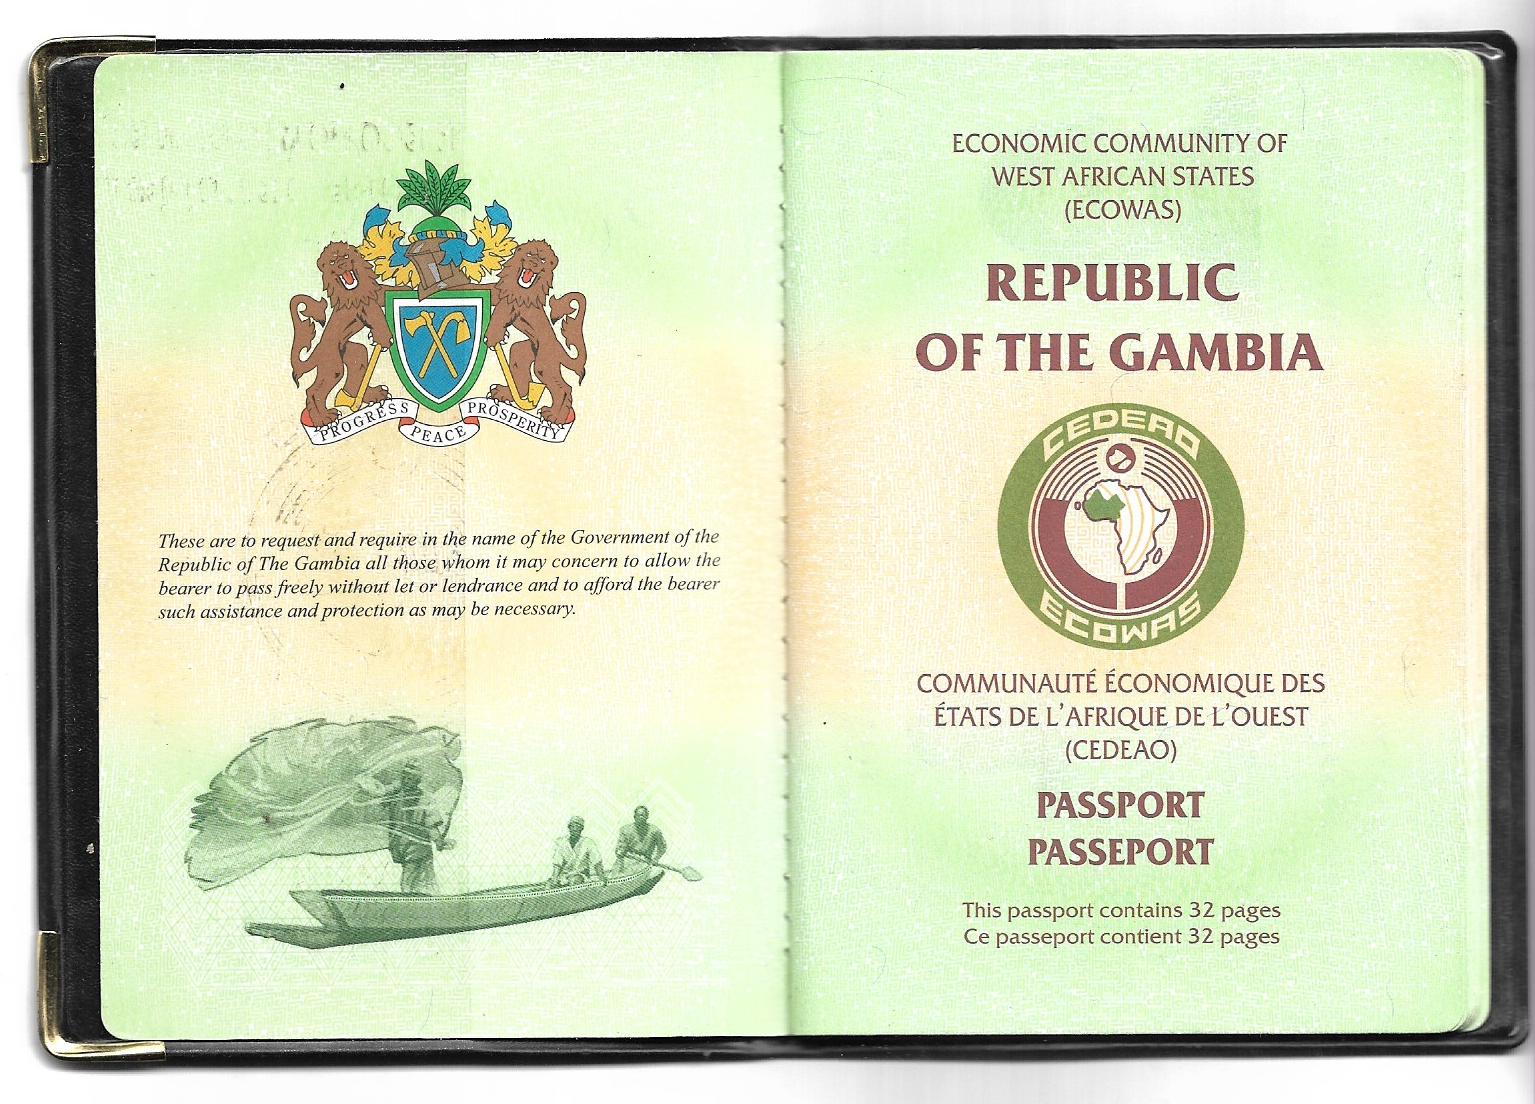 PROGRESS
PEACE
PROSPERITY
These are to request and require in the name of the Government of the
Republic of The Gambia all those whom it may concern to allow the
bearer to pass freely without let or lendrance and to afford the bearer
such assistance and protection as may be necessary.
ECONOMIC COMMUNITY OF
WEST AFRICAN STATES
(ECOWAS)
REPUBLIC
OF THE GAMBIA
CEDEAO
ECOWAS
COMMUNAUTÉ ÉCONOMIQUE DES
ÉTATS DE L'AFRIQUE DE L'OUEST
(CEDEAO)
PASSPORT
PASSEPORT
This passport contains 32 pages
Ce passeport contient 32 pages